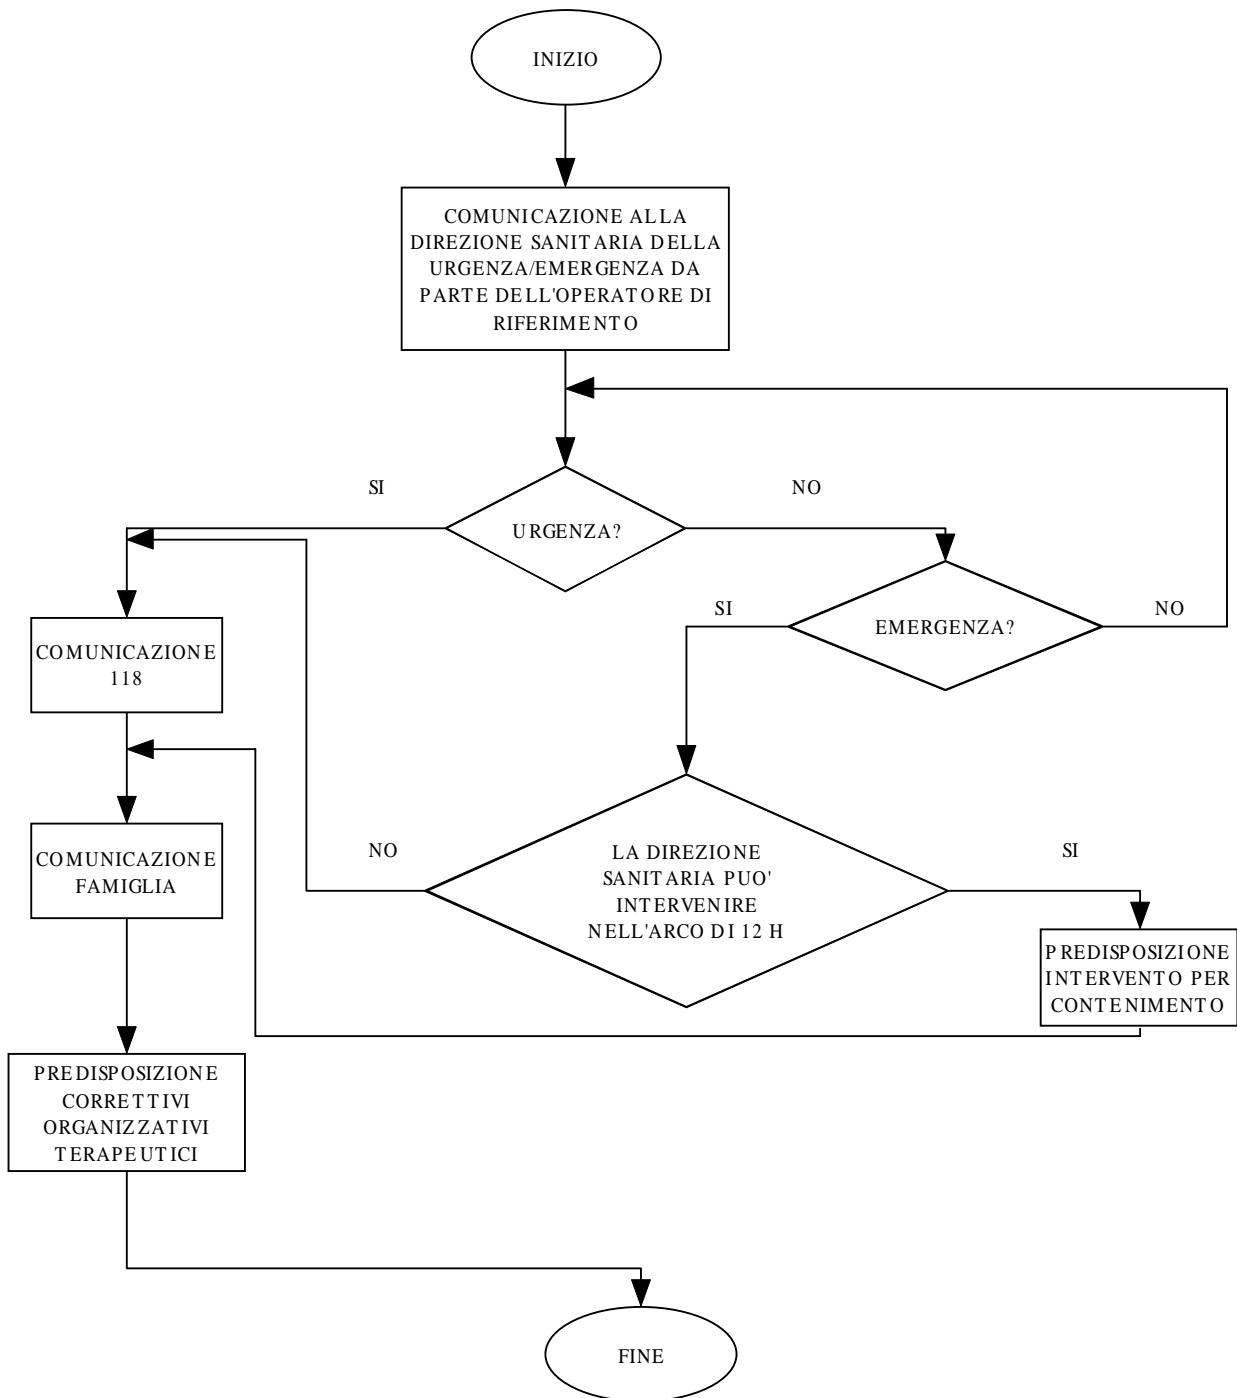 INIZIO
COMUNICAZIONE ALLA
DIREZIONE SANITARIA DELLA
URGENZA/EMERGENZA DA
PARTE DELL'OPERATORE DI
RIFERIMENTO
SI
NO
URGENZA?
SI
NO
EMERGENZA?
COMUNICAZIONE
118
NO
LA DIREZIONE
SANITARIA PUO'
INTERVENIRE
NELL'ARCO DI 12 H
SI
COMUNICAZIONE
FAMIGLIA
PREDISPOSIZIONE
INTERVENTO PER
CONTENIMENTO
PREDISPOSIZIONE
CORRETTIVI
ORGANIZZATIVI
TERAPEUTICI
FINE